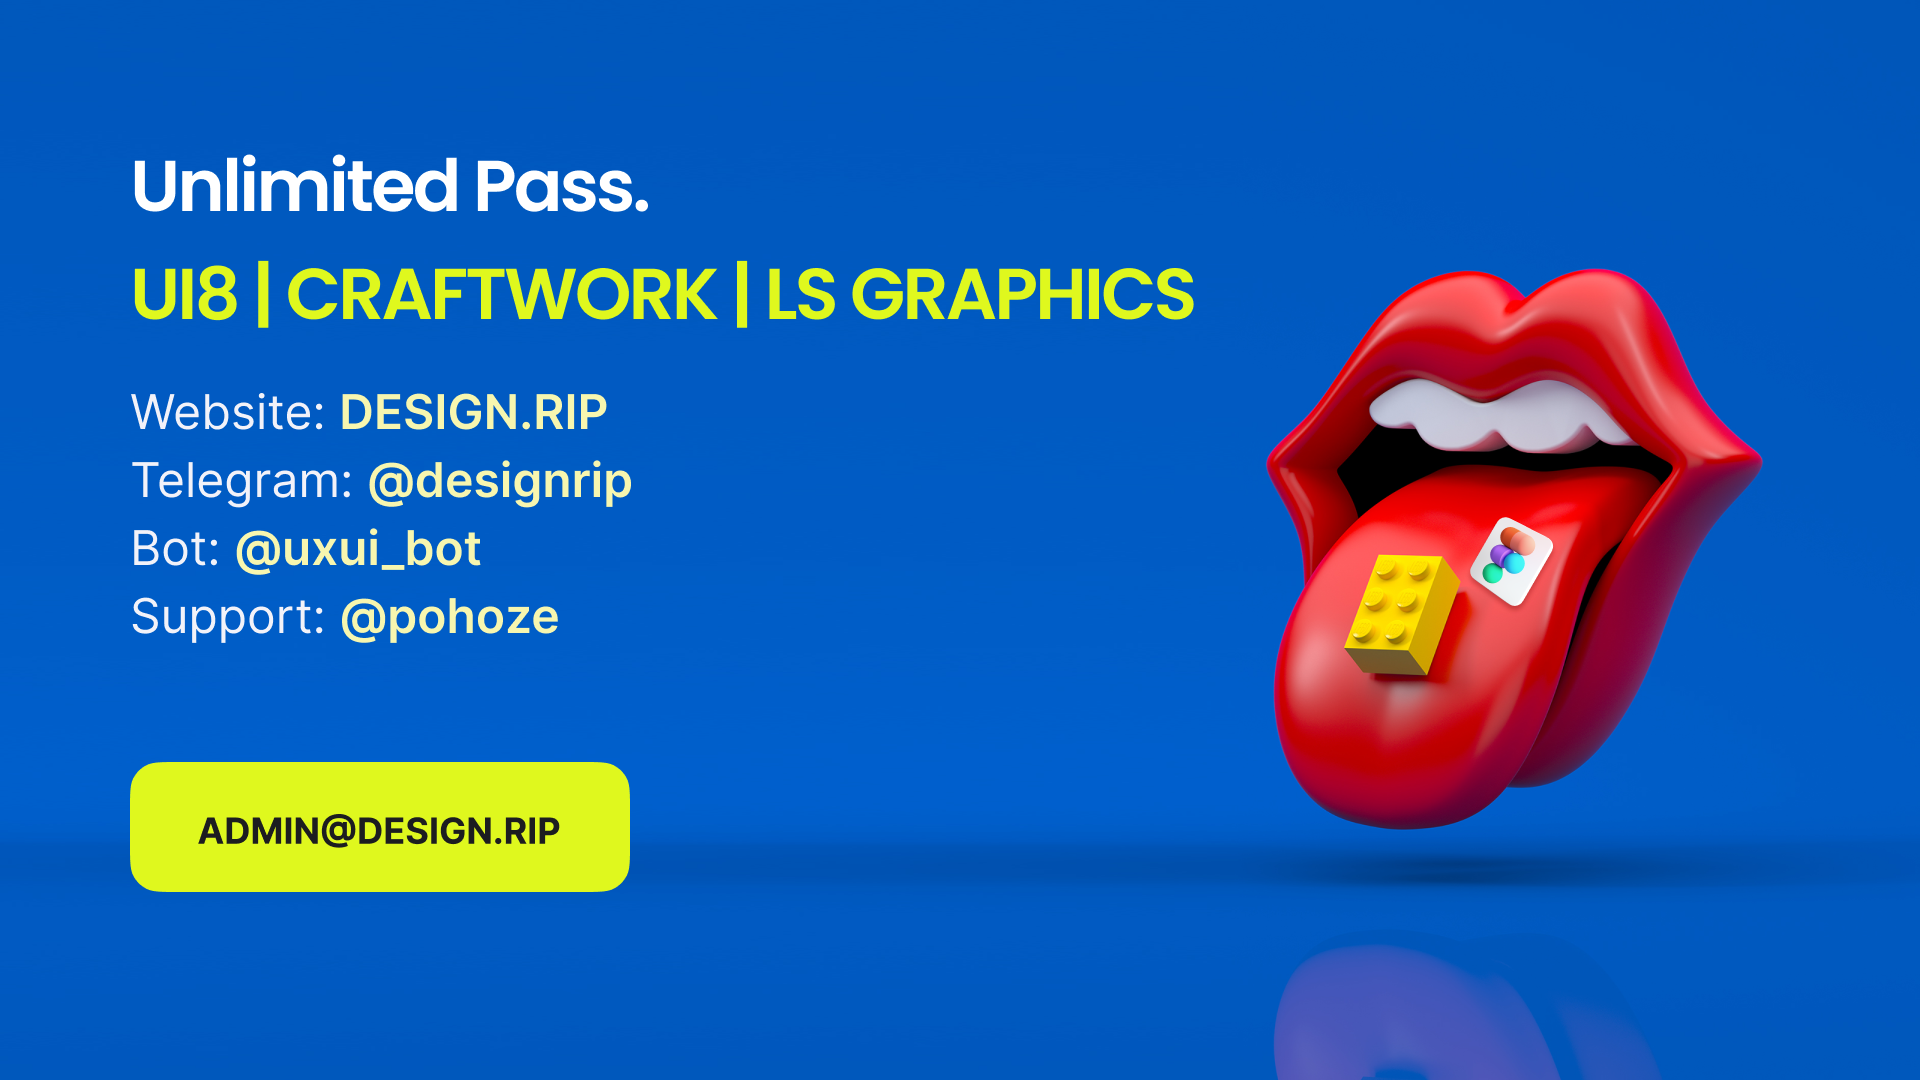 Unlimited Pass.
UI8 | CRAFTWORK | LS GRAPHICS
Website: DESIGN.RIP
Telegram: @designrip
Bot: @uxui_bot
Support: @pohoze
ADMIN@DESIGN.RIP